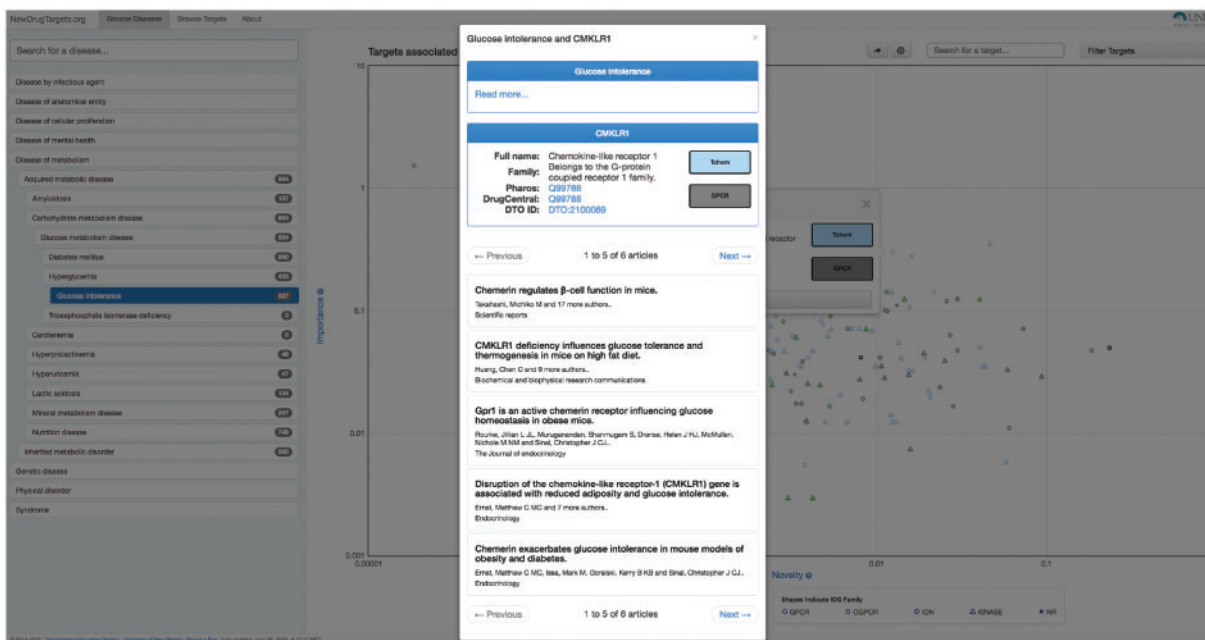 NewDrugTargets.org Browse Diseases Browse Targets About
UN
Search for a disease...
Disease by infectious agent
Disease of anatomical entity
Disease of cellular proliferation
Disease of mental health
Disease of metabolism
Acquired metabolic disease
Amyloidosis
Carbohydrate metabolism disease
Glucose metabolism disease
Diabetes mellitus
Hyperglycemia
Glucose intolerance
Triosephosphate isomerase deficiency 0
Carotenemia 0
Hyperprolactinemia
Hyperuricemia 47
Lactic acidosis
Mineral metabolism disease
Nutrition disease
Inherited metabolic disorder
Genetic disease
Physical disorder
Syndrome
Targets associated
Search for a target...
Filter Targets
10
1
0.1
0.01
0.001
Importance
0.00001
0.01
0.1
Novelty
receptor
Tchem
GPCR
Shapes Indicate IDG Family
GPCR OGPCR ION KINASE NR
Glucose intolerance and CMKLR1 ×
Glucose intolerance
Read more...
CMKLR1
Full name: Chemokine-like receptor 1
Family: Belongs to the G-protein
coupled receptor 1 family.
Pharos: Q99788
DrugCentral: Q99788
DTO ID: DTO:2100069
Tchem
GPCR
← Previous 1 to 5 of 6 articles Next →
Chemerin regulates β-cell function in mice.
Takahashi, Michiko M and 17 more authors..
Scientific reports
CMKLR1 deficiency influences glucose tolerance and
thermogenesis in mice on high fat diet.
Huang, Chen C and 9 more authors..
Biochemical and biophysical research communications
Gpr1 is an active chemerin receptor influencing glucose
homeostasis in obese mice.
Rourke, Jillian L JL, Muruganandan, Shanmugam S, Dranse, Helen J HJ, McMullen,
Nichole M NM and Sinal, Christopher J CJ..
The Journal of endocrinology
Disruption of the chemokine-like receptor-1 (CMKLR1) gene is
associated with reduced adiposity and glucose intolerance.
Ernst, Matthew C MC and 7 more authors..
Endocrinology
Chemerin exacerbates glucose intolerance in mouse models of
obesity and diabetes.
Ernst, Matthew C MC, Issa, Mark M, Goralski, Kerry B KB and Sinal, Christopher J CJ..
Endocrinology
← Previous 1 to 5 of 6 articles Next →